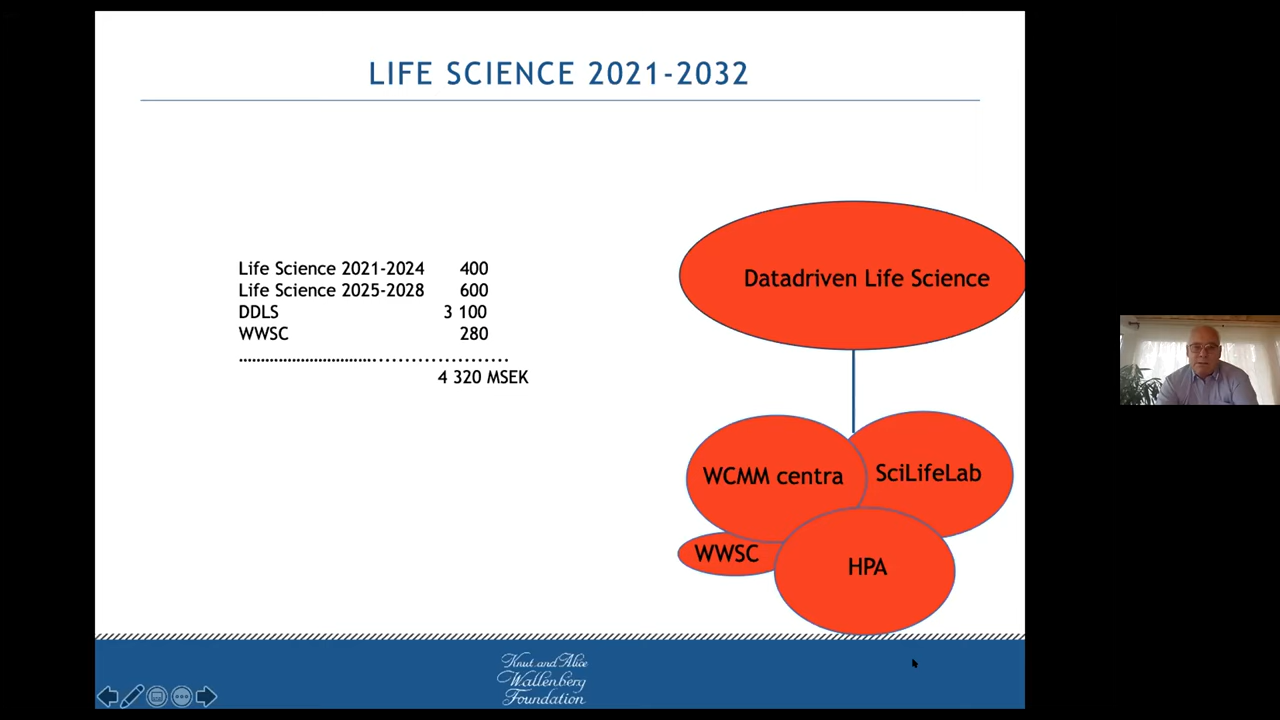 LIFE SCIENCE 2021-2032
Life Science 2021-2024 400
Life Science 2025-2028 600
DDLS 3 100
WWSC 280
4 320 MSEK
Datadriven Life Science
WCMM centra
SciLifeLab
WWSC
HPA
Knut and Alice
Wallenberg
Foundation